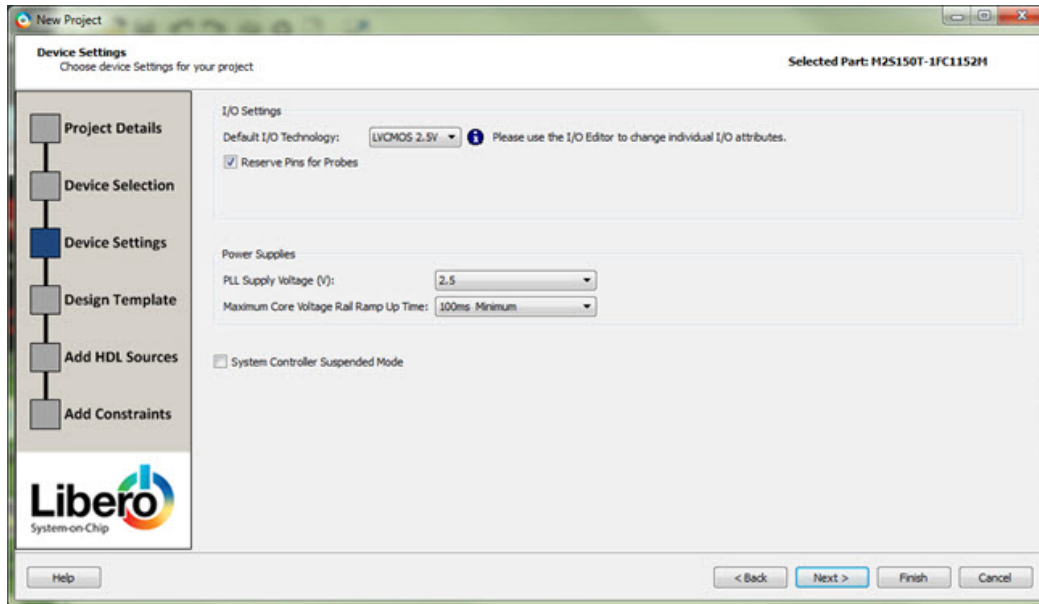 New Project
Device Settings
Choose device Settings for your project
Selected Part: M2S150T-1FC1152M
Project Details
Device Selection
Device Settings
Design Template
Add HDL Sources
Add Constraints
Libero
System-on-Chip
I/O Settings
Default I/O Technology: LVCMOS 2.5V i Please use the I/O Editor to change individual I/O attributes.
Reserve Pins for Probes
Power Supplies
PLL Supply Voltage (V): 2.5
Maximum Core Voltage Rail Ramp Up Time: 100ms Minimum
System Controller Suspended Mode
Help < Back Next > Finish Cancel